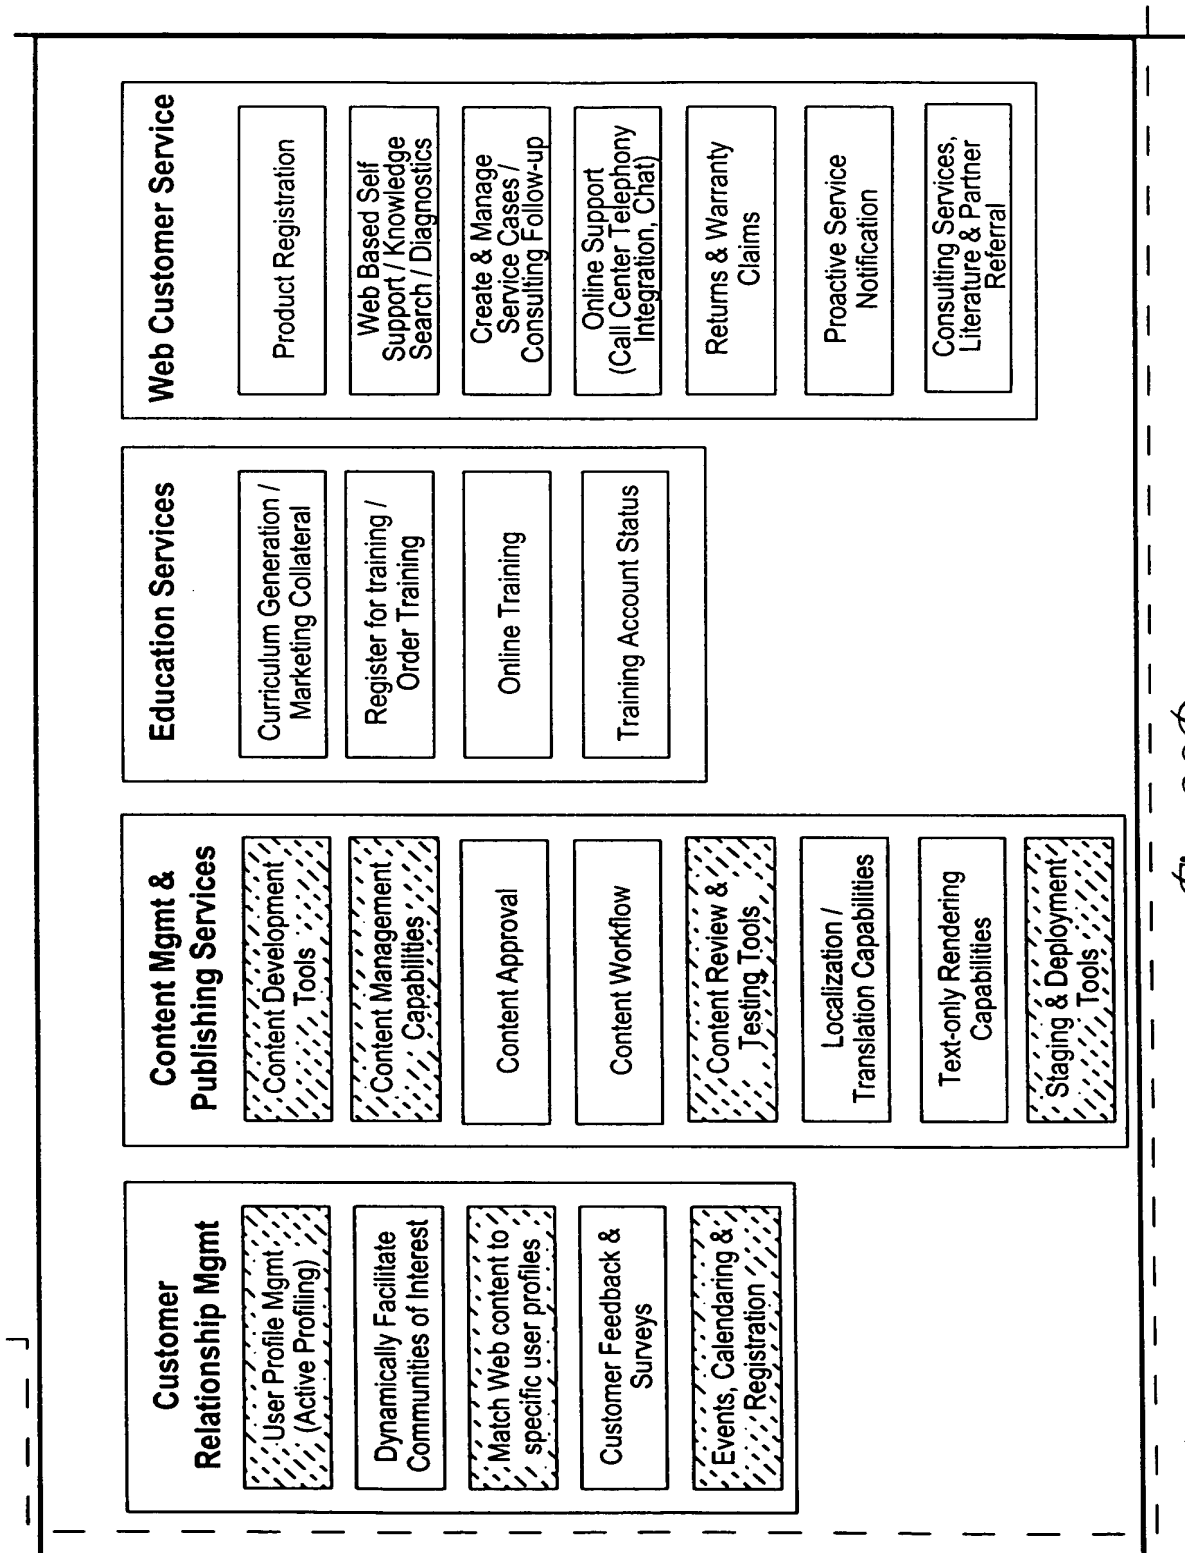 Customer
Relationship Mgmt
User Profile Mgmt
(Active Profiling)
Dynamically Facilitate
Communities of Interest
Match Web content to
specific user profiles
Customer Feedback &
Surveys
Events, Calendaring &
Registration
Content Mgmt &
Publishing Services
Content Development
Tools
Content Management
Capabilities
Content Approval
Content Workflow
Content Review &
Testing Tools
Localization /
Translation Capabilities
Text-only Rendering
Capabilities
Staging & Deployment
Tools
Education Services
Curriculum Generation /
Marketing Collateral
Register for training /
Order Training
Online Training
Training Account Status
Web Customer Service
Product Registration
Web Based Self
Support / Knowledge
Search / Diagnostics
Create & Manage
Service Cases /
Consulting Follow-up
Online Support
(Call Center Telephony
Integration, Chat)
Returns & Warranty
Claims
Proactive Service
Notification
Consulting Services,
Literature & Partner
Referral